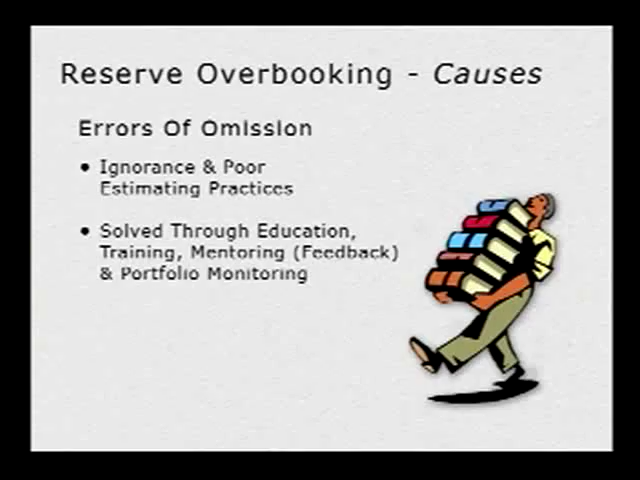 Reserve Overbooking - Causes
Errors Of Omission
• Ignorance & Poor
Estimating Practices
• Solved Through Education,
Training, Mentoring (Feedback)
& Portfolio Monitoring